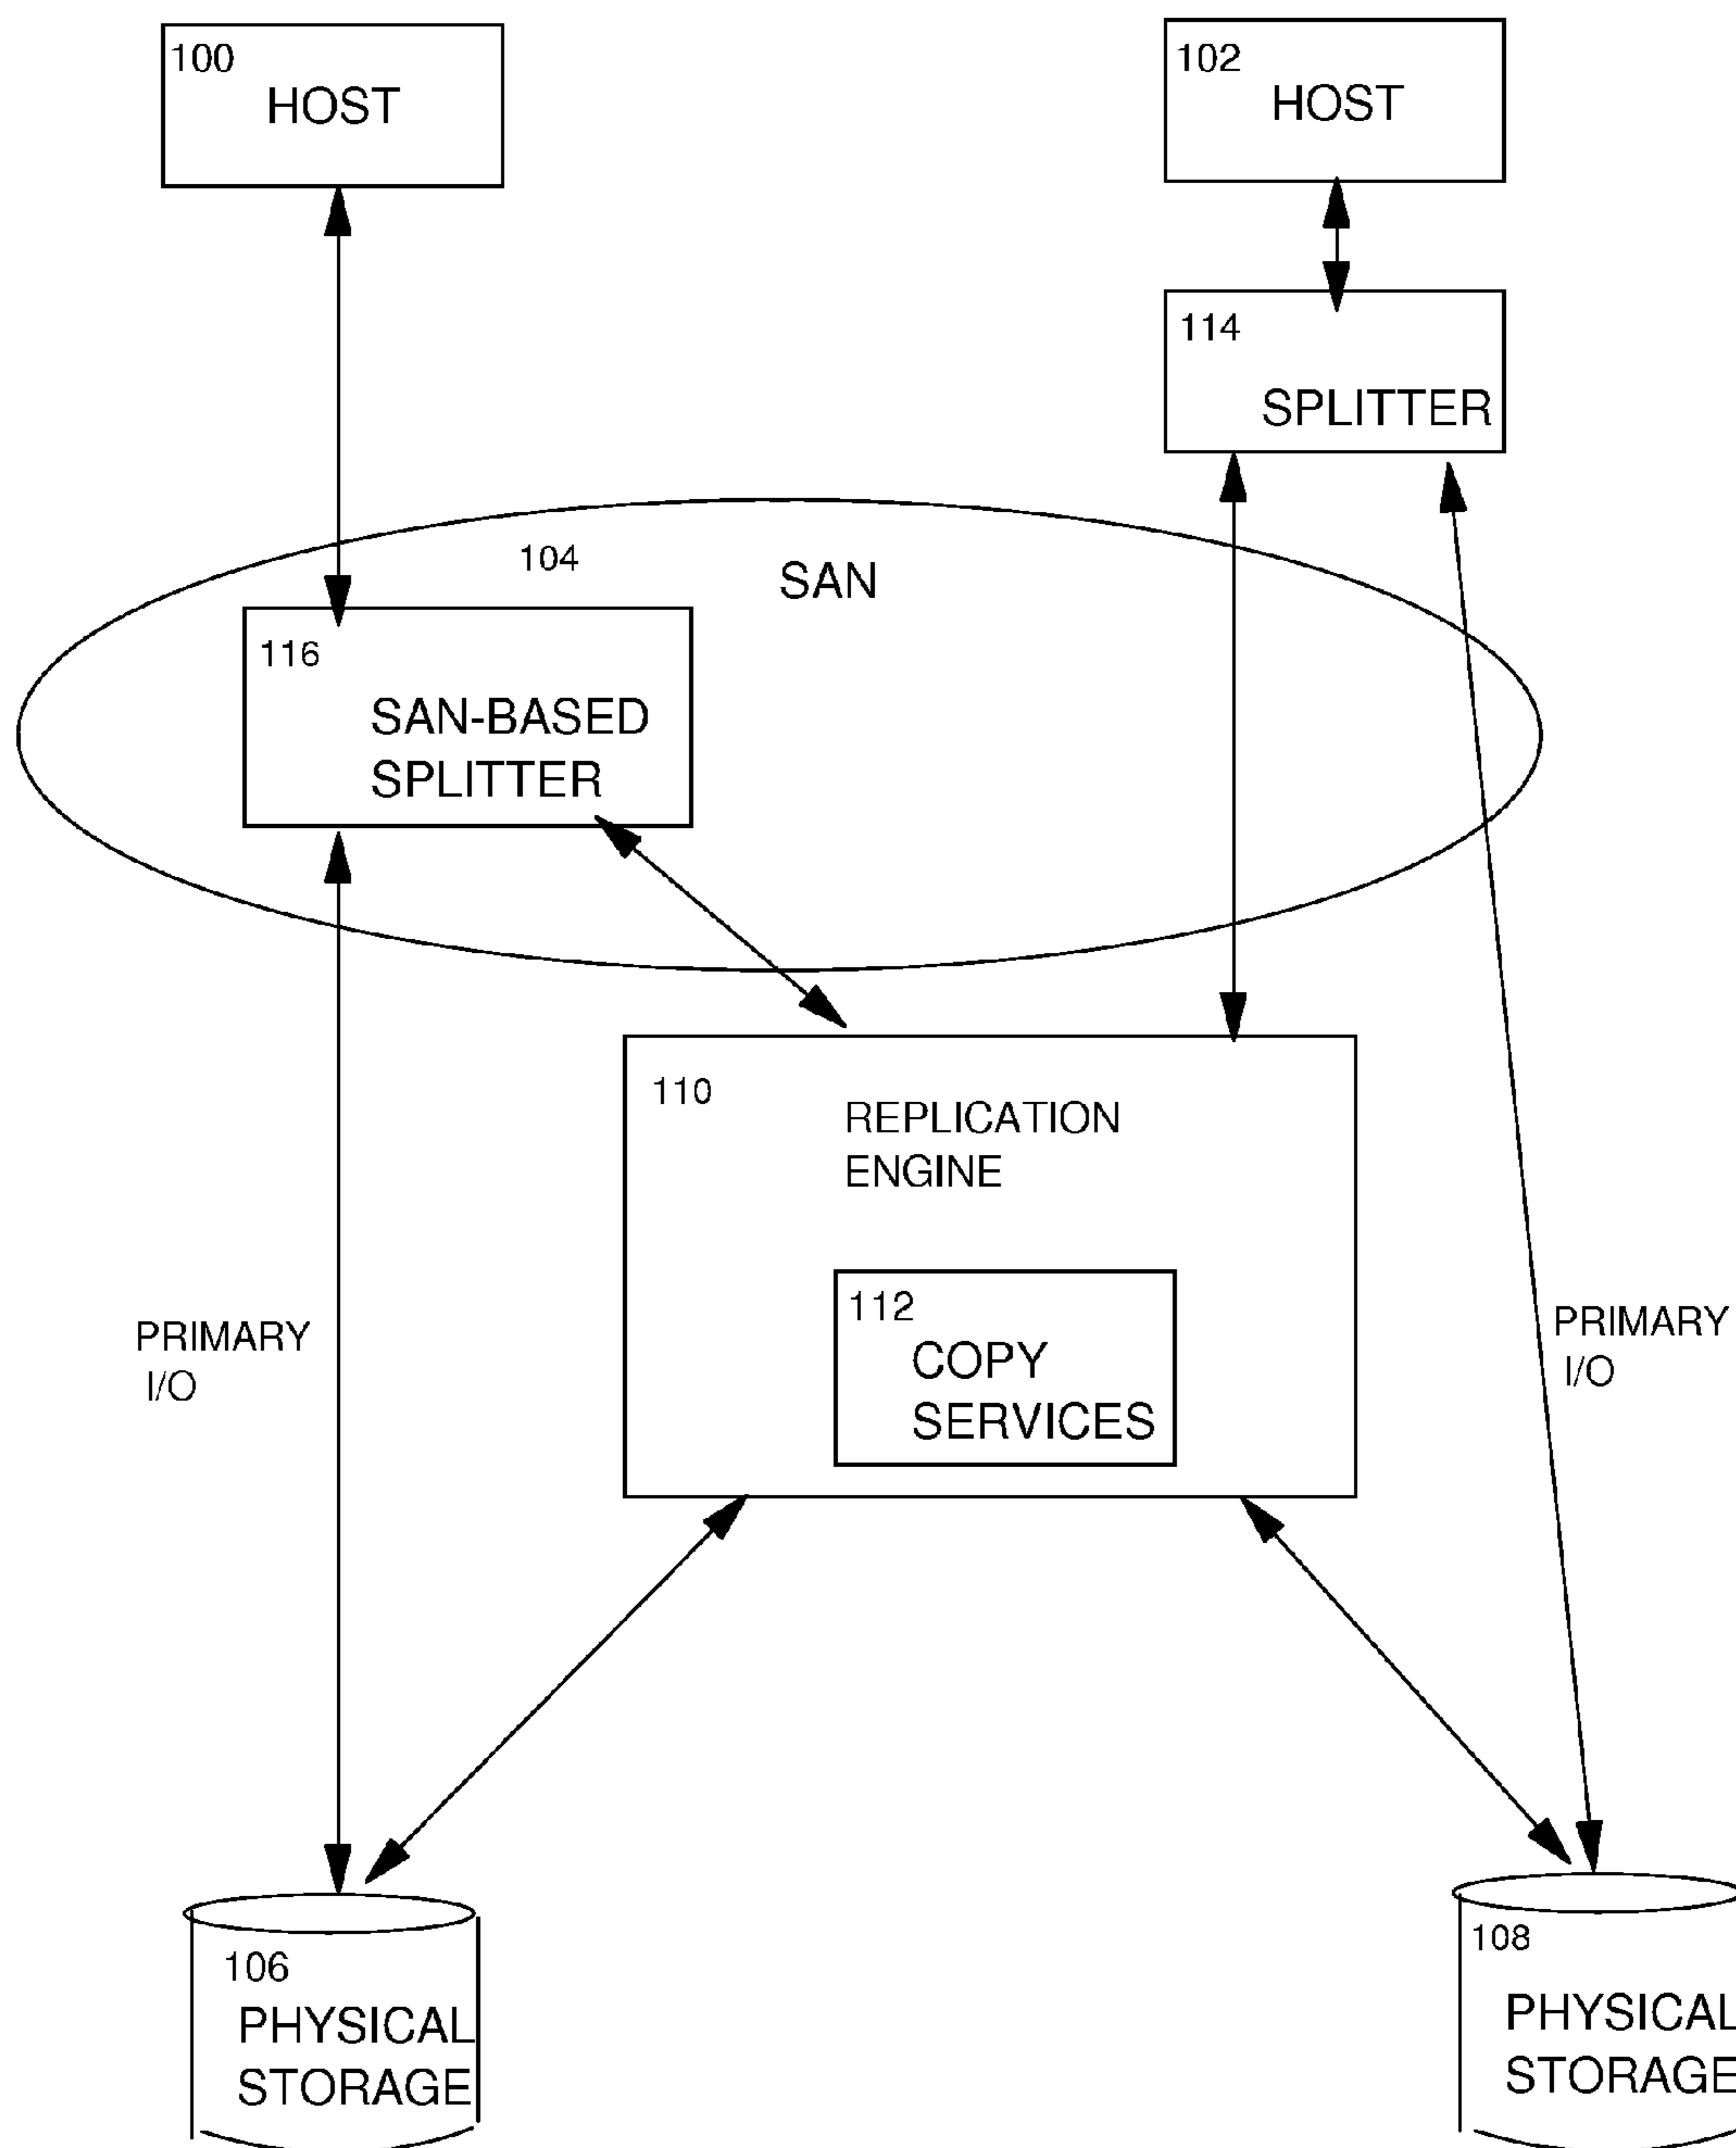 100
HOST
102
HOST
114
SPLITTER
104
SAN
116
SAN-BASED
SPLITTER
110
REPLICATION
ENGINE
112
COPY
SERVICES
PRIMARY
I/O
PRIMARY
I/O
106
PHYSICAL
STORAGE
108
PHYSICAL
STORAGE